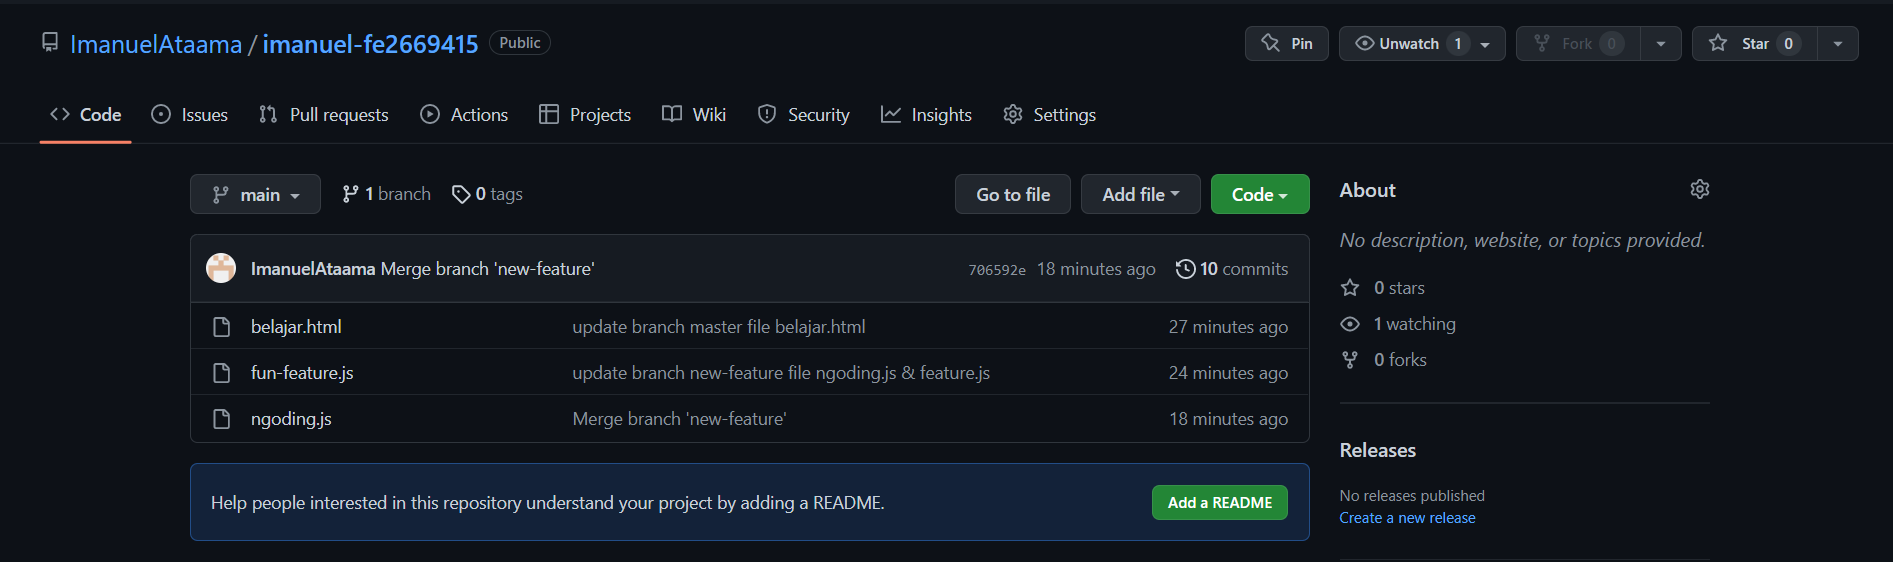 ImanuelAtaama / imanuel-fe2669415 Public
Pin Unwatch 1 Fork 0 Star 0
Code Issues Pull requests Actions Projects Wiki Security Insights Settings
main 1 branch 0 tags Go to file Add file Code
ImanuelAtaama Merge branch 'new-feature' 706592e 18 minutes ago 10 commits
belajar.html update branch master file belajar.html 27 minutes ago
fun-feature.js update branch new-feature file ngoding.js & feature.js 24 minutes ago
ngoding.js Merge branch 'new-feature' 18 minutes ago
Help people interested in this repository understand your project by adding a README. Add a README
About
No description, website, or topics provided.
0 stars
1 watching
0 forks
Releases
No releases published
Create a new release